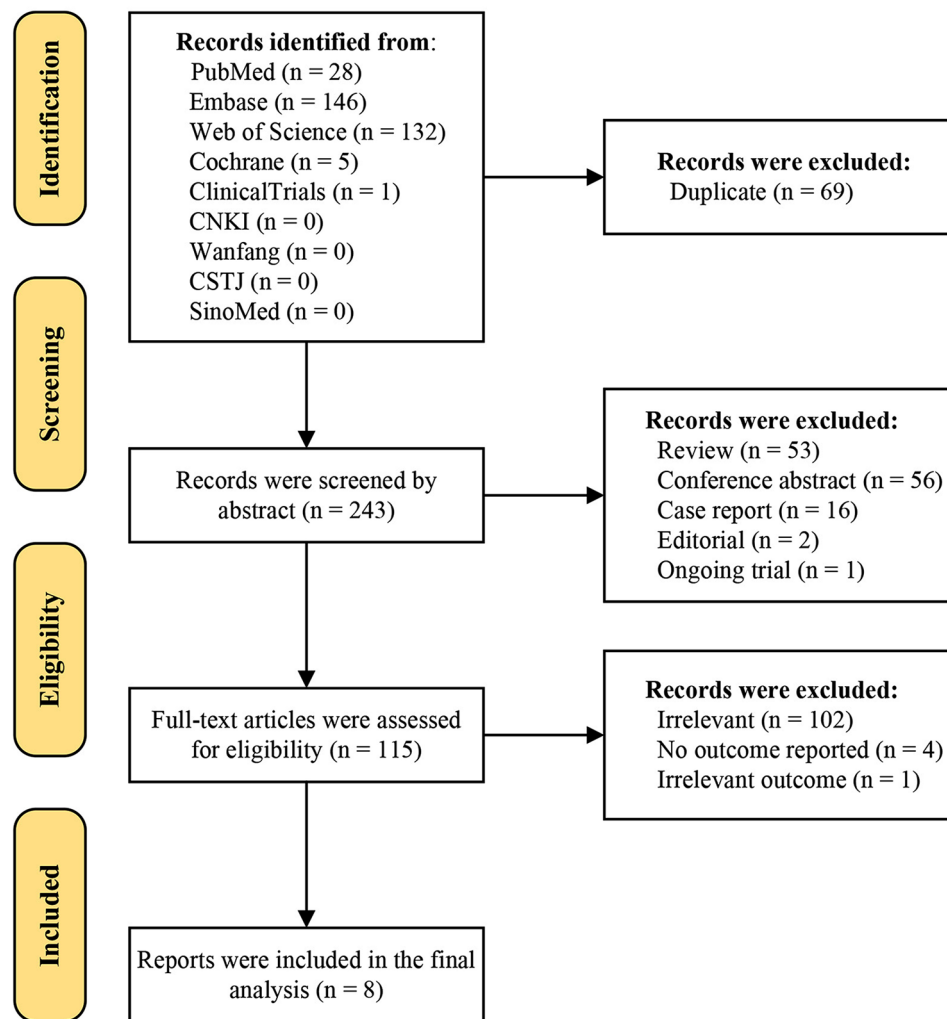 Identification
Records identified from:
PubMed (n = 28)
Embase (n = 146)
Web of Science (n = 132)
Cochrane (n = 5)
ClinicalTrials (n = 1)
CNKI (n = 0)
Wanfang (n = 0)
CSTJ (n = 0)
SinoMed (n = 0)
Records were excluded:
Duplicate (n = 69)
Screening
Records were screened by
abstract (n = 243)
Records were excluded:
Review (n = 53)
Conference abstract (n = 56)
Case report (n = 16)
Editorial (n = 2)
Ongoing trial (n = 1)
Eligibility
Full-text articles were assessed
for eligibility (n = 115)
Records were excluded:
Irrelevant (n = 102)
No outcome reported (n = 4)
Irrelevant outcome (n = 1)
Included
Reports were included in the final
analysis (n = 8)